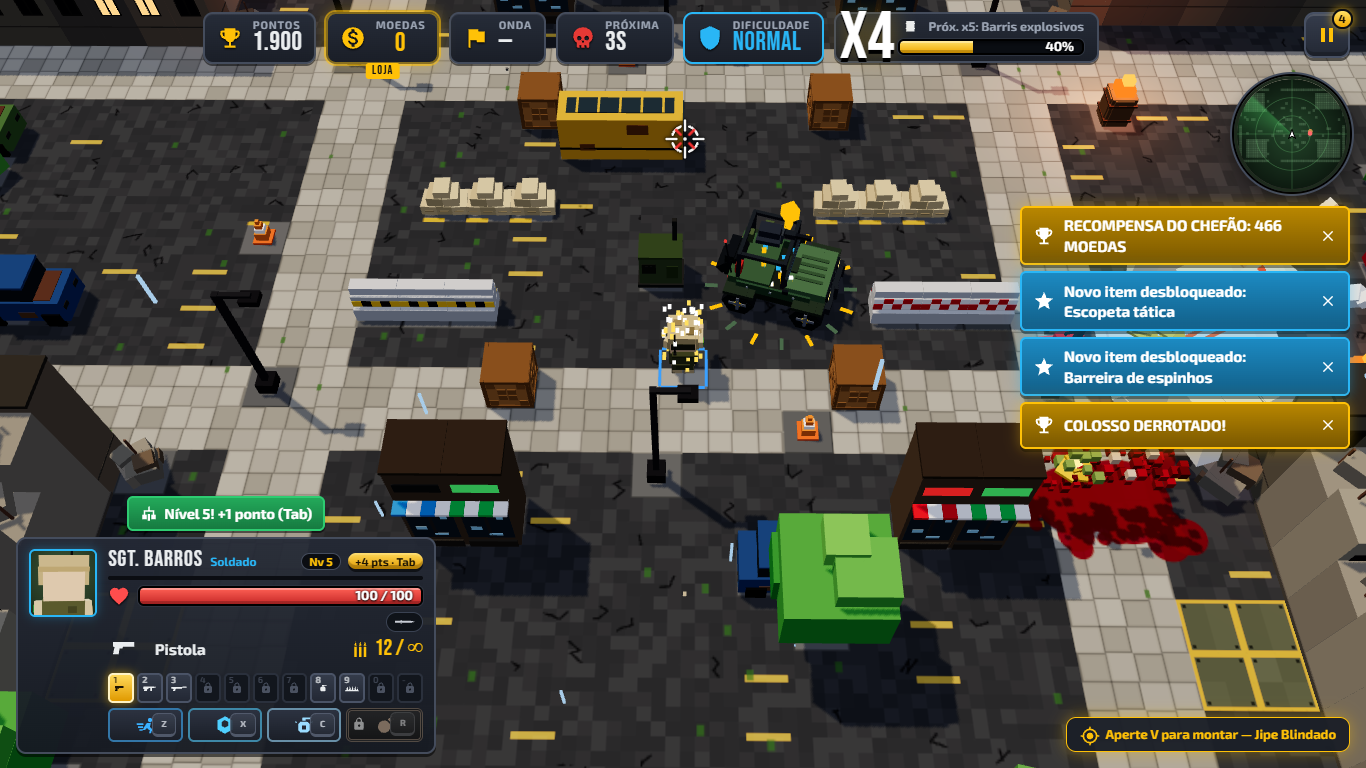 PONTOS
1.900
MOEDAS
0
LOJA
ONDA
—
PRÓXIMA
3S
DIFICULDADE
NORMAL
X4
Próx. x5: Barris explosivos
40%
4
RECOMPENSA DO CHEFÃO: 466
MOEDAS
Novo item desbloqueado:
Escopeta tática
Novo item desbloqueado:
Barreira de espinhos
COLOSSO DERROTADO!
Nível 5! +1 ponto (Tab)
SGT. BARROS Soldado Nv 5 +4 pts · Tab
100 / 100
Pistola 12 / ∞
1 2 3 4 5 6 7 8 9 0
Z X C R
Aperte V para montar — Jipe Blindado